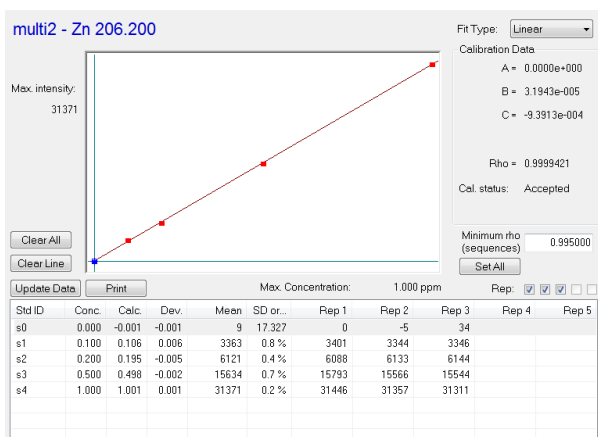 multi2 - Zn 206.200
Fit Type: Linear
Calibration Data
A = 0.0000e+000
Max. intensity:
B = 3.1943e-005
31371
C = -9.3913e-004
Rho = 0.9999421
Cal. status: Accepted
Clear All
Minimum rho (sequences) 0.995000
Clear Line
Set All
Update Data Print Max. Concentration: 1.000 ppm Rep:
Std ID Conc. Calc. Dev. Mean SD or... Rep 1 Rep 2 Rep 3 Rep 4 Rep 5
s0 0.000 -0.001 -0.001 9 17.327 0 -5 34
s1 0.100 0.106 0.006 3363 0.8 % 3401 3344 3346
s2 0.200 0.195 -0.005 6121 0.4 % 6088 6133 6144
s3 0.500 0.498 -0.002 15634 0.7 % 15793 15566 15544
s4 1.000 1.001 0.001 31371 0.2 % 31446 31357 31311